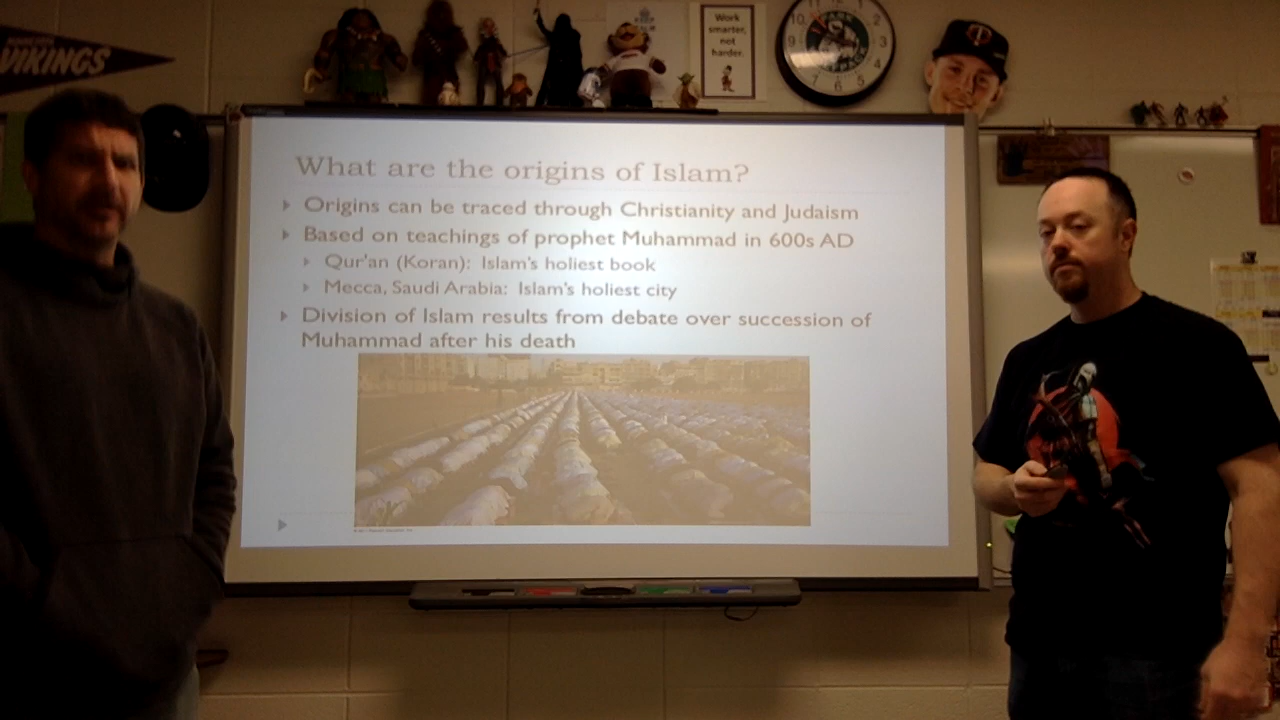 VIKINGS
Work
smarter,
not
harder.
What are the origins of Islam?
Origins can be traced through Christianity and Judaism
Based on teachings of prophet Muhammad in 600s AD
Qur'an (Koran): Islam's holiest book
Mecca, Saudi Arabia: Islam's holiest city
Division of Islam results from debate over succession of
Muhammad after his death